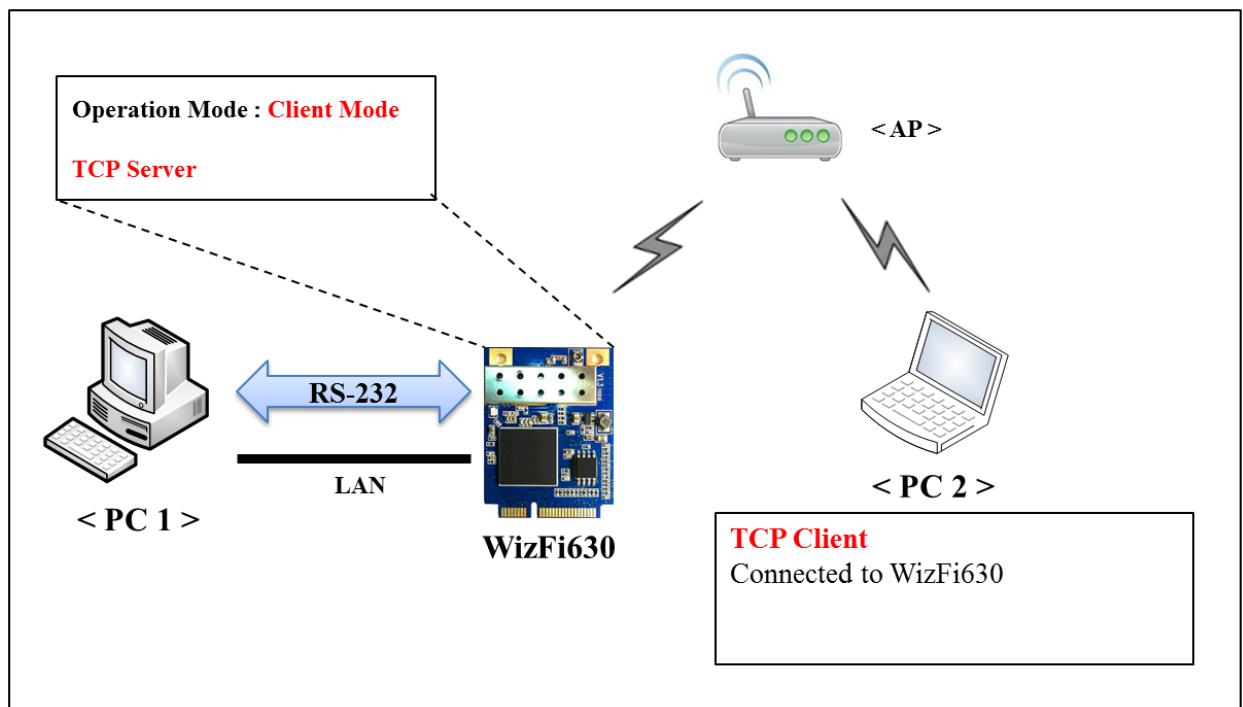 Operation Mode : Client Mode
TCP Server
< AP >
RS-232
LAN
< PC 1 >
WizFi630
< PC 2 >
TCP Client
Connected to WizFi630